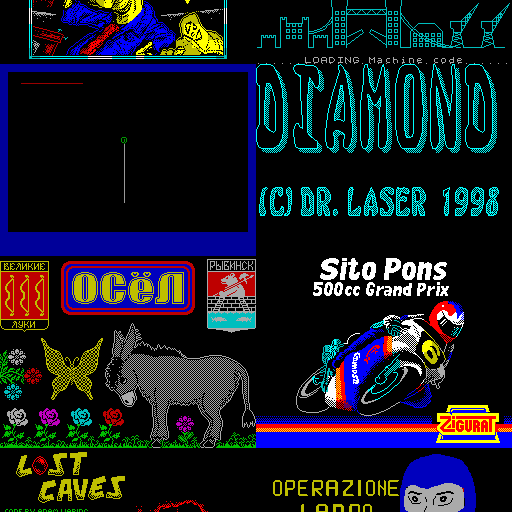 LOADING Machine code
DIAMOND
(C) DR. LASER 1998
ВЕЛИКИЕ
ЛУКИ
ОСЁЛ
РЫБИНСК
Sito Pons
500cc Grand Prix
6
ZIGURAT
LOST
CAVES
OPERAZIONE